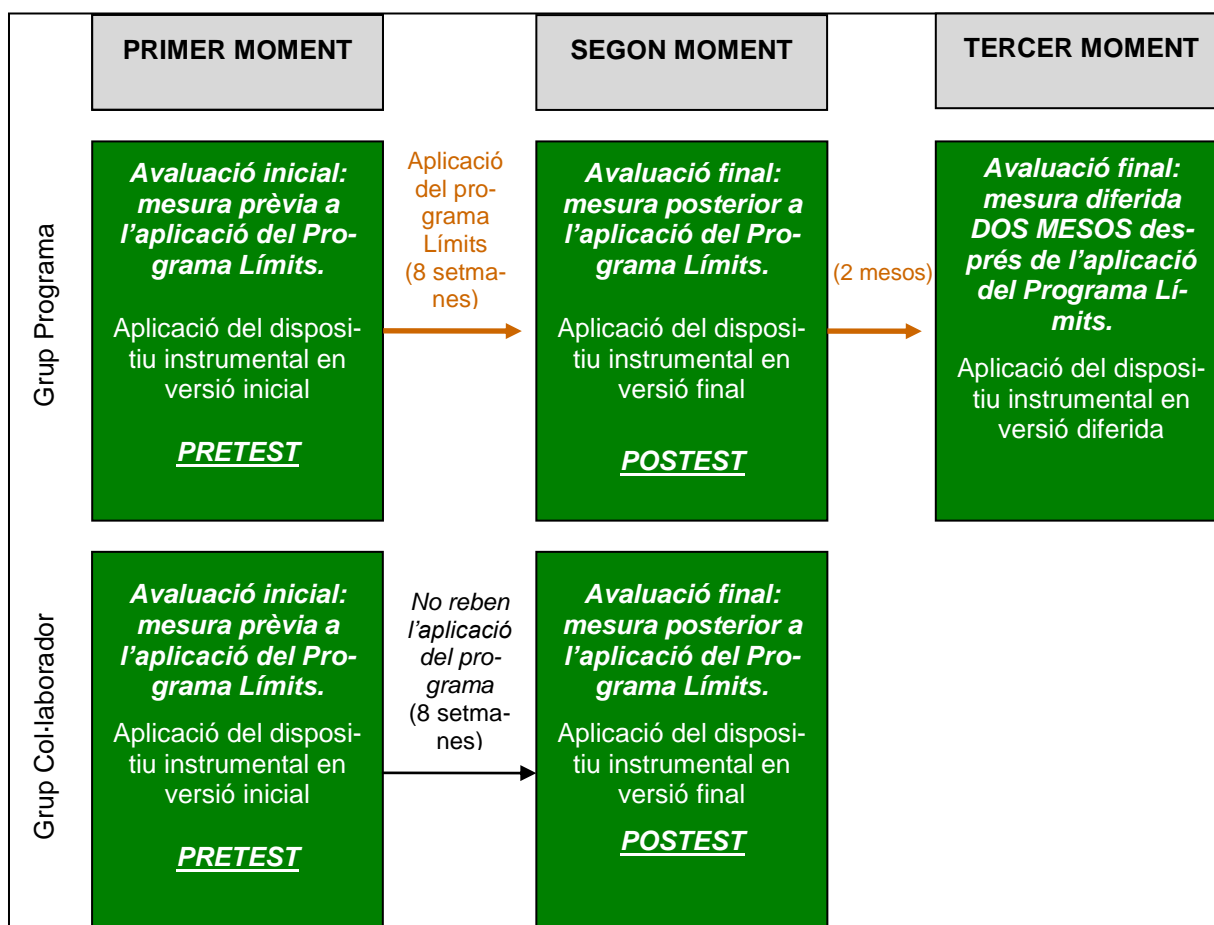 PRIMER MOMENT
SEGON MOMENT
TERCER MOMENT
Grup Programa
Avaluació inicial:
mesura prèvia a
l’aplicació del Pro-
grama Límits.
Aplicació del disposi-
tiu instrumental en
versió inicial
PRETEST
Aplicació
del pro-
grama
Límits
(8 setma-
nes)
Avaluació final:
mesura posterior a
l’aplicació del Pro-
grama Límits.
Aplicació del disposi-
tiu instrumental en
versió final
POSTEST
(2 mesos)
Avaluació final:
mesura diferida
DOS MESOS des-
prés de l’aplicació
del Programa Lí-
mits.
Aplicació del disposi-
tiu instrumental en
versió diferida
Grup Col·laborador
Avaluació inicial:
mesura prèvia a
l’aplicació del Pro-
grama Límits.
Aplicació del disposi-
tiu instrumental en
versió inicial
PRETEST
No reben
l’aplicació
del pro-
grama
(8 setma-
nes)
Avaluació final:
mesura posterior a
l’aplicació del Pro-
grama Límits.
Aplicació del disposi-
tiu instrumental en
versió final
POSTEST